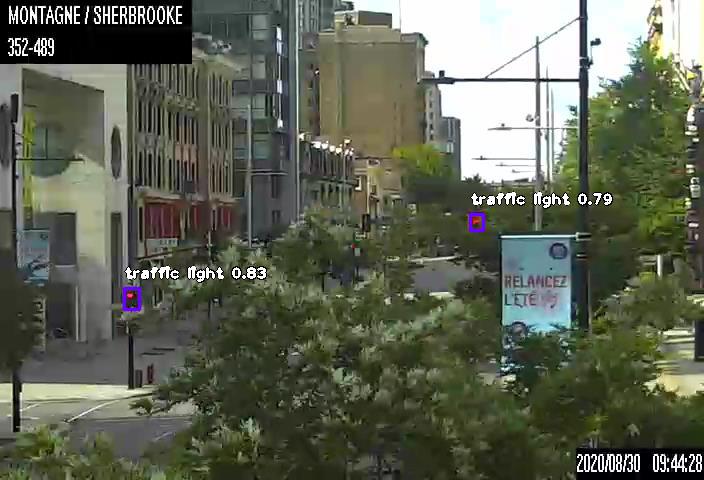 MONTAGNE / SHERBROOKE
352-489
traffic light 0.79
traffic light 0.83
RELANCEZ
L'ÉTÉ
2020/08/30 09:44:28